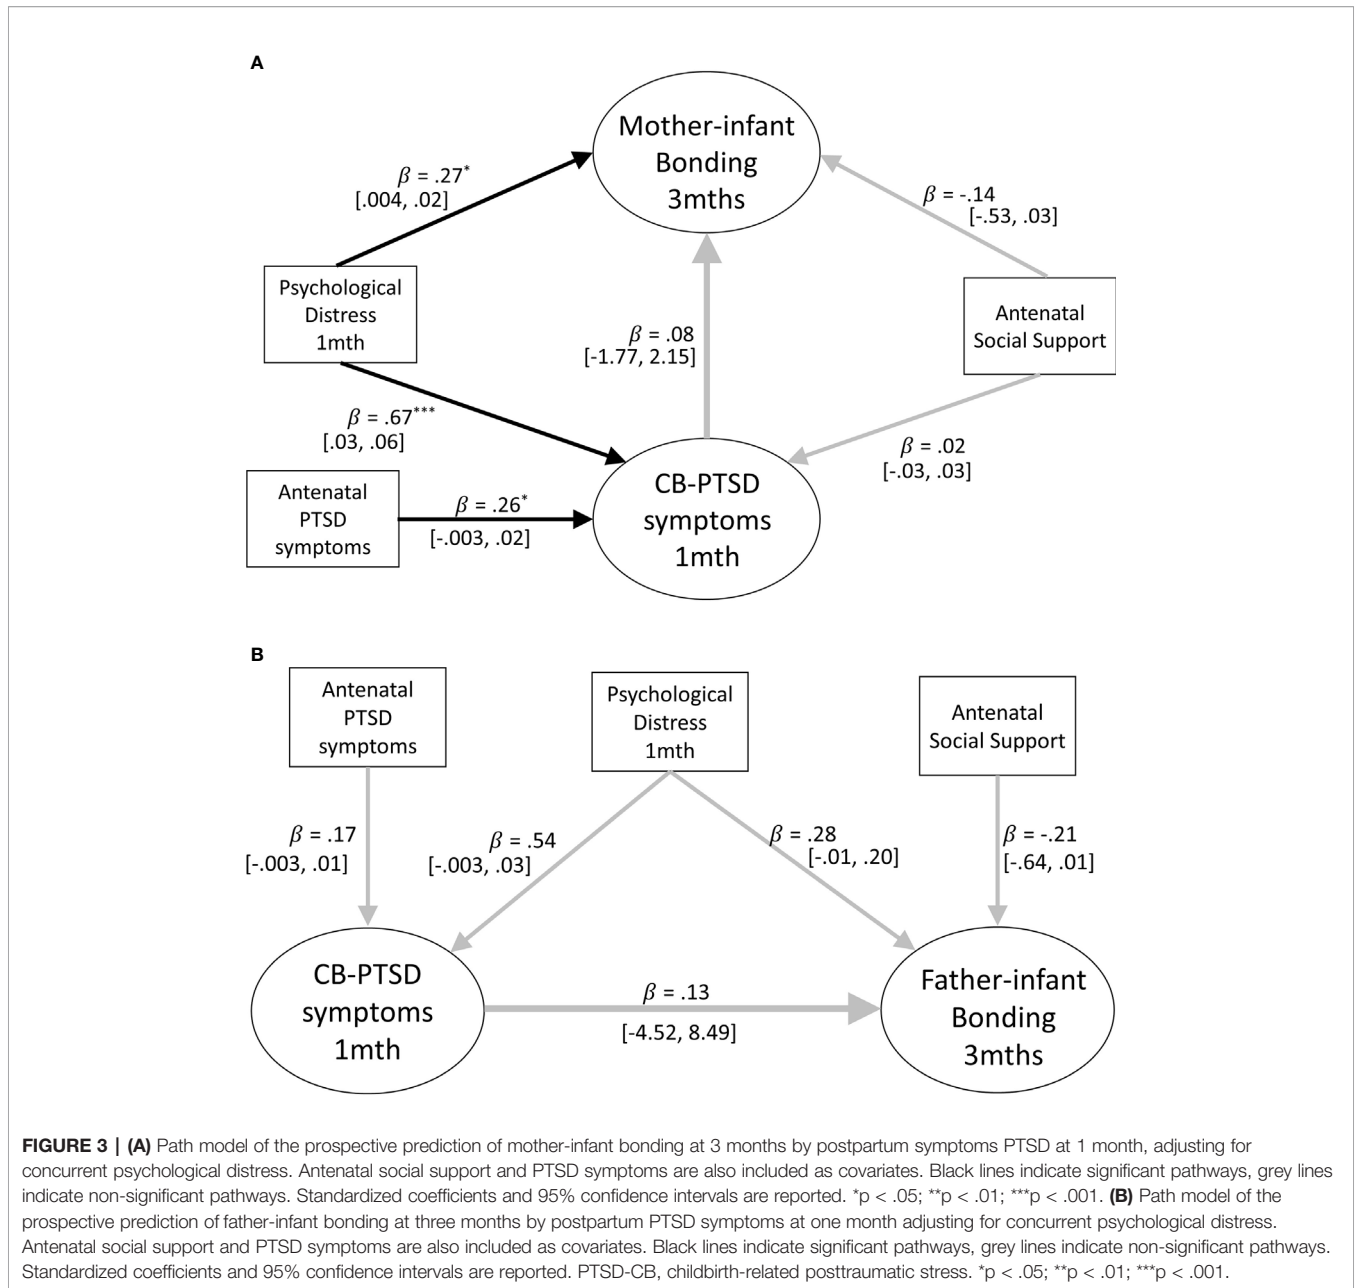 A
Mother-infant
Bonding
3mths
β = .27*
[.004, .02]
β = -.14
[-.53, .03]
Psychological
Distress
1mth
Antenatal
Social Support
β = .08
[-1.77, 2.15]
β = .67***
[.03, .06]
β = .02
[-.03, .03]
Antenatal
PTSD
symptoms
β = .26*
[-.003, .02]
CB-PTSD
symptoms
1mth
B
Antenatal
PTSD
symptoms
Psychological
Distress
1mth
Antenatal
Social Support
β = .17
[-.003, .01]
β = .54
[-.003, .03]
β = .28
[-.01, .20]
β = -.21
[-.64, .01]
CB-PTSD
symptoms
1mth
β = .13
[-4.52, 8.49]
Father-infant
Bonding
3mths
FIGURE 3 | (A) Path model of the prospective prediction of mother-infant bonding at 3 months by postpartum symptoms PTSD at 1 month, adjusting for
concurrent psychological distress. Antenatal social support and PTSD symptoms are also included as covariates. Black lines indicate significant pathways, grey lines
indicate non-significant pathways. Standardized coefficients and 95% confidence intervals are reported. *p < .05; **p < .01; ***p < .001. (B) Path model of the
prospective prediction of father-infant bonding at three months by postpartum PTSD symptoms at one month adjusting for concurrent psychological distress.
Antenatal social support and PTSD symptoms are also included as covariates. Black lines indicate significant pathways, grey lines indicate non-significant pathways.
Standardized coefficients and 95% confidence intervals are reported. PTSD-CB, childbirth-related posttraumatic stress. *p < .05; **p < .01; ***p < .001.